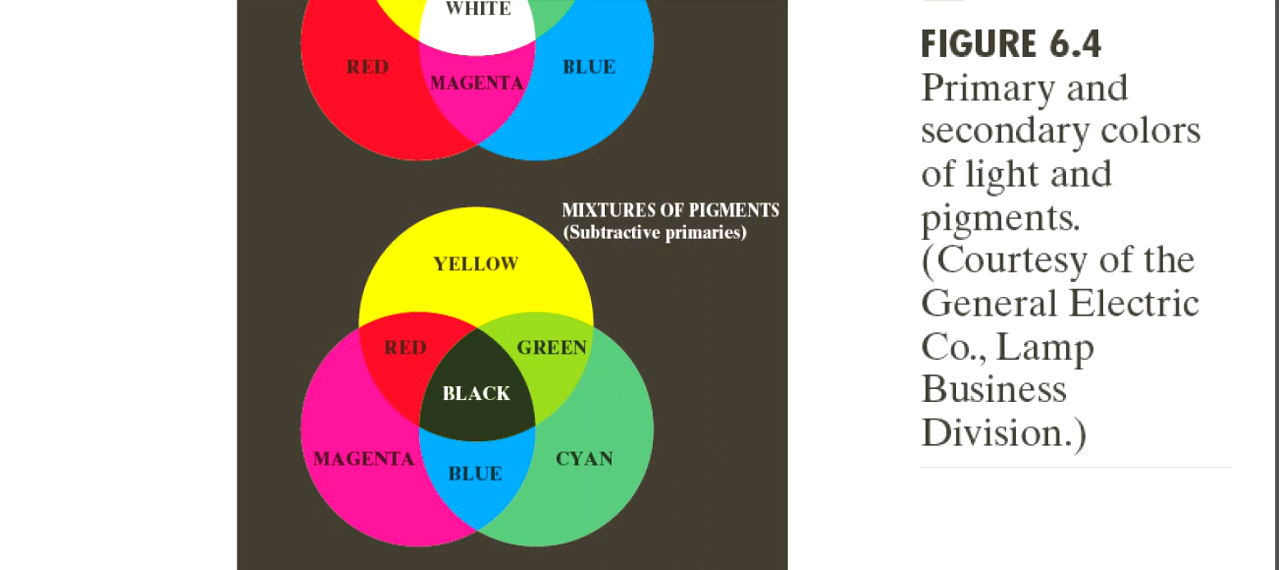 WHITE
RED
BLUE
MAGENTA
MIXTURES OF PIGMENTS
(Subtractive primaries)
YELLOW
RED
GREEN
BLACK
MAGENTA
CYAN
BLUE
FIGURE 6.4
Primary and
secondary colors
of light and
pigments.
(Courtesy of the
General Electric
Co., Lamp
Business
Division.)